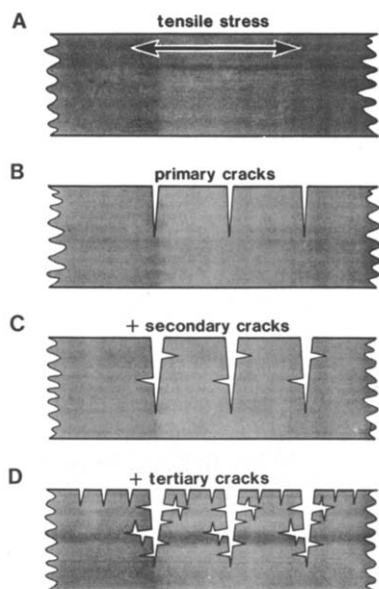 A
tensile stress
B
primary cracks
C
+ secondary cracks
D
+ tertiary cracks